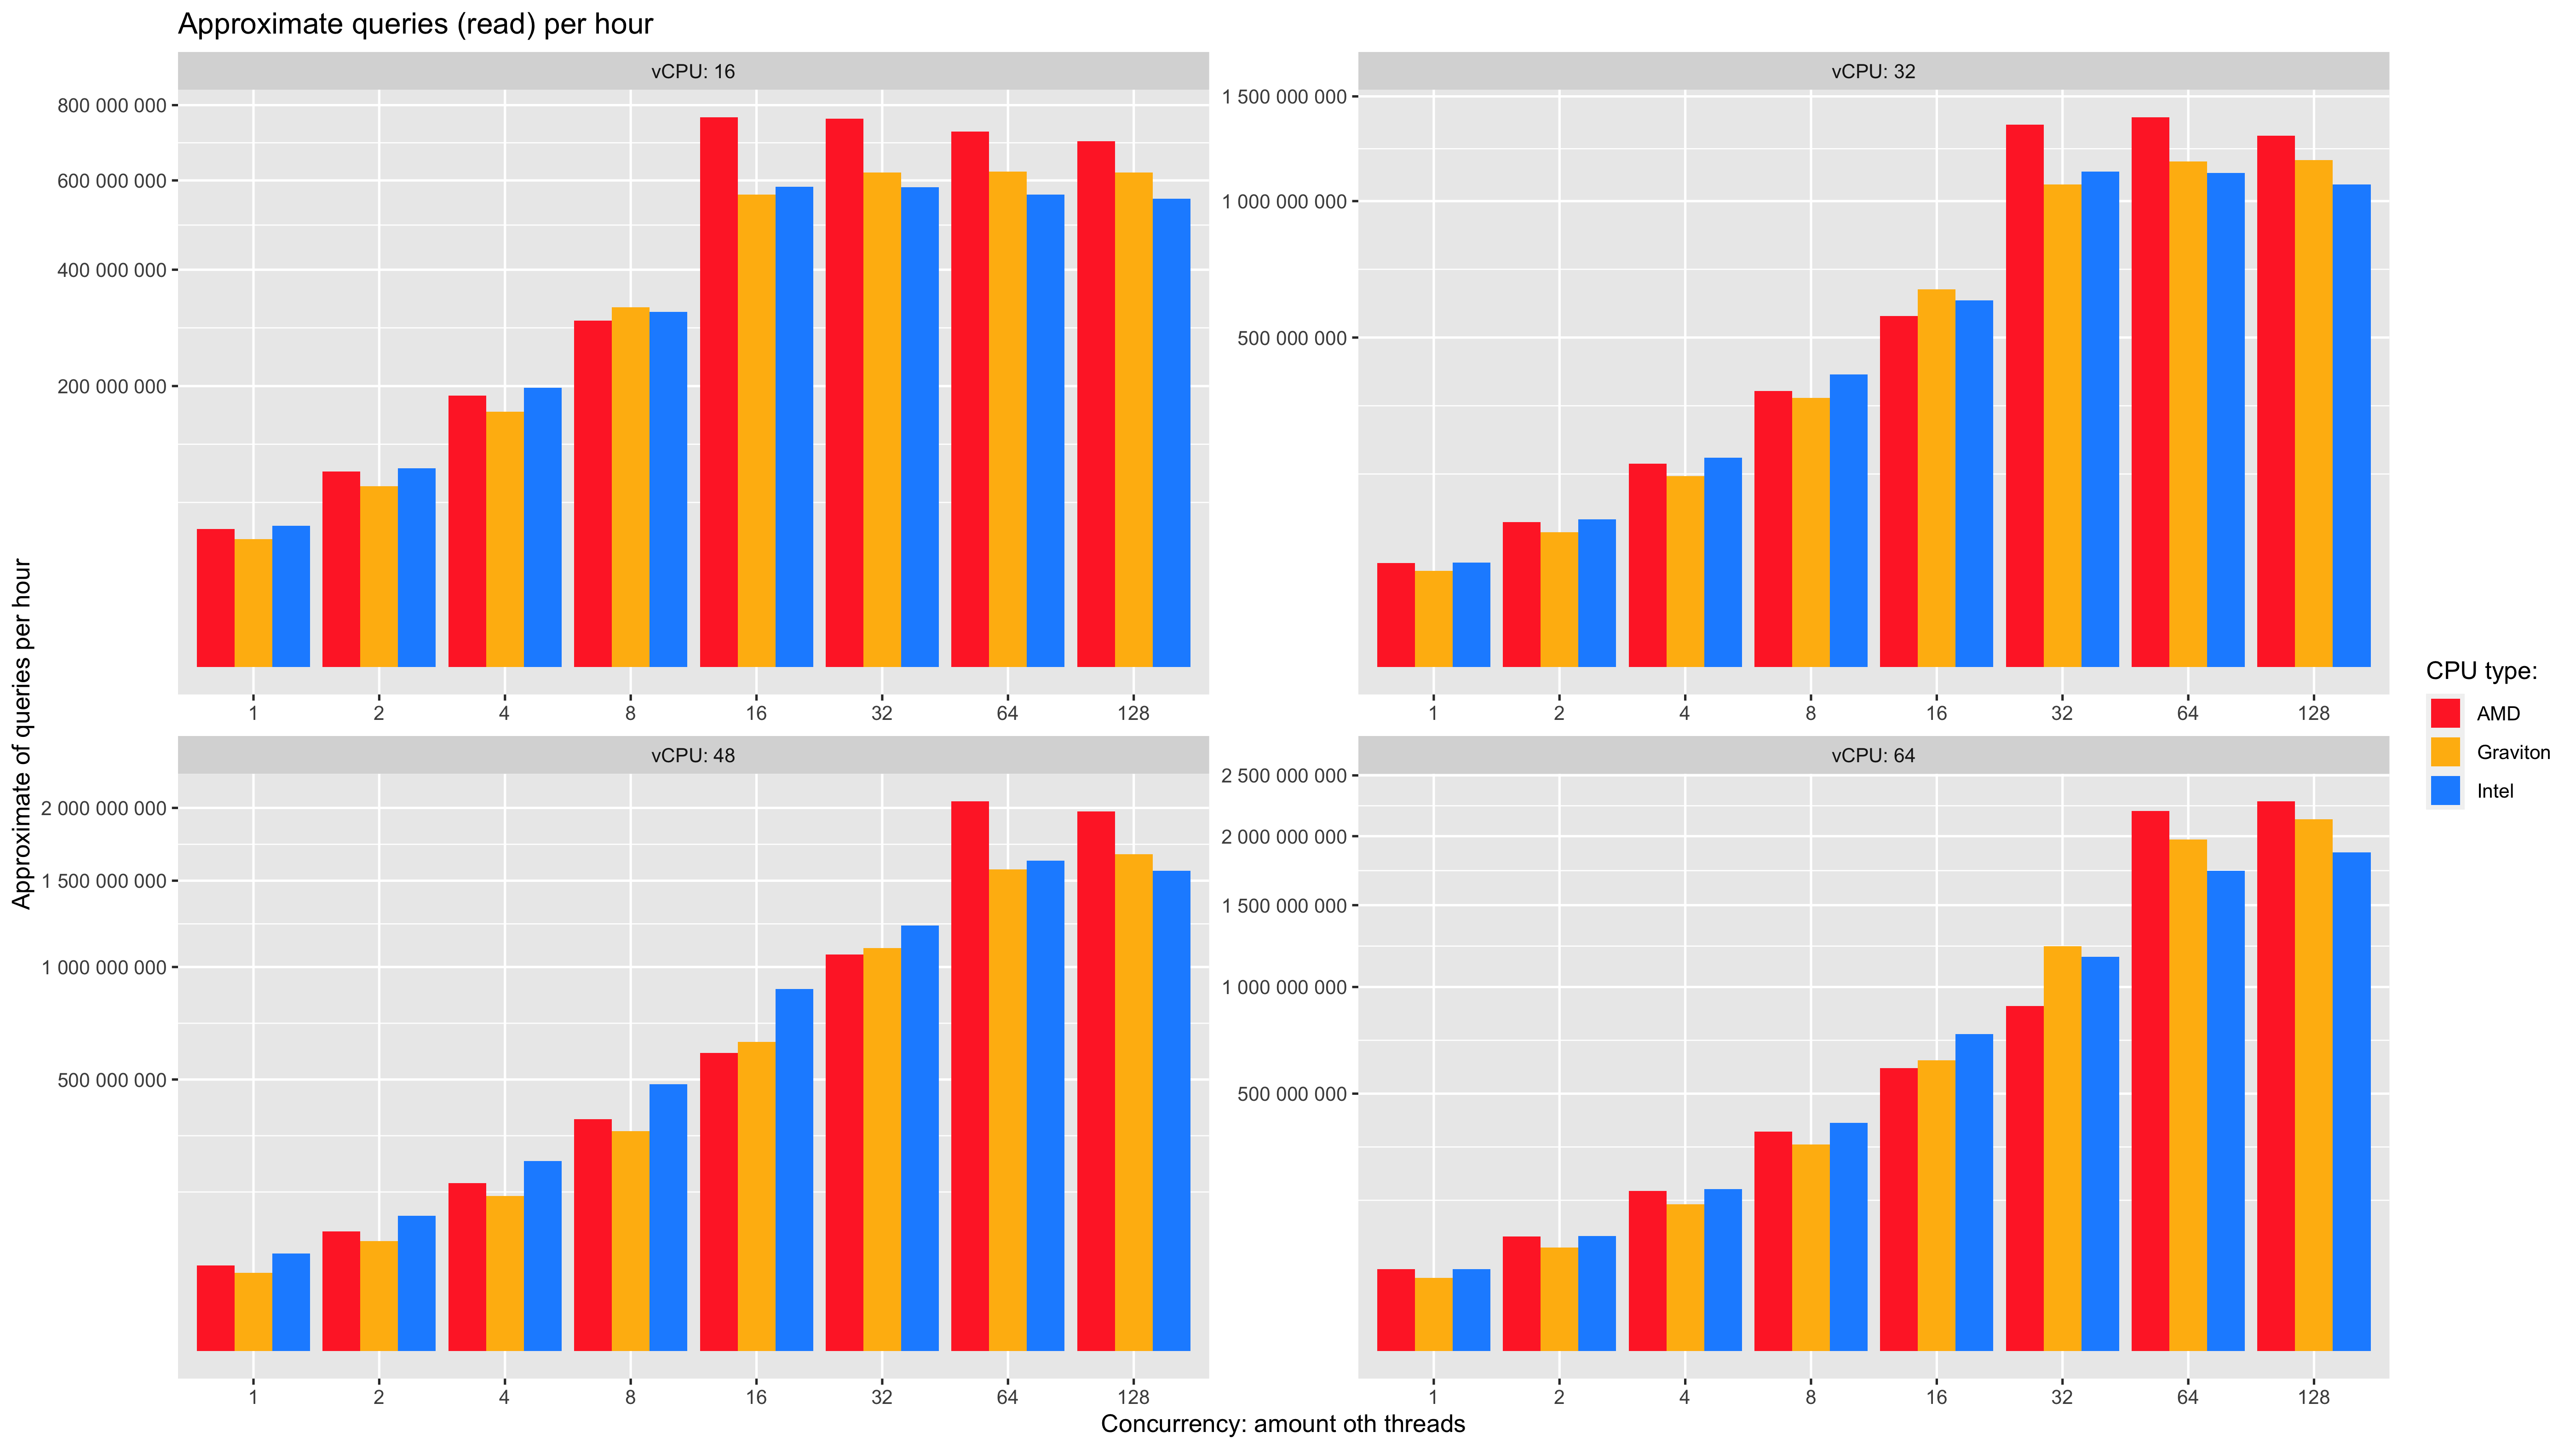 Approximate queries (read) per hour
Approximate of queries per hour
vCPU: 16
800 000 000
600 000 000
400 000 000
200 000 000
1 2 4 8 16 32 64 128
vCPU: 32
1 500 000 000
1 000 000 000
500 000 000
1 2 4 8 16 32 64 128
vCPU: 48
2 000 000 000
1 500 000 000
1 000 000 000
500 000 000
1 2 4 8 16 32 64 128
vCPU: 64
2 500 000 000
2 000 000 000
1 500 000 000
1 000 000 000
500 000 000
1 2 4 8 16 32 64 128
Concurrency: amount oth threads
CPU type:
AMD
Graviton
Intel